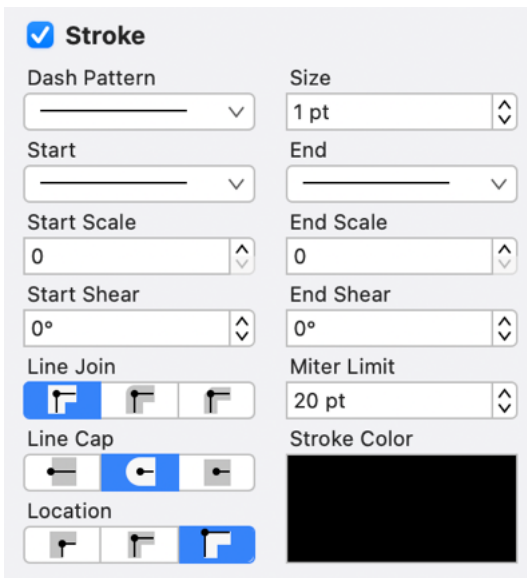 Stroke
Dash Pattern Size
1 pt
Start End
Start Scale End Scale
0 0
Start Shear End Shear
0° 0°
Line Join Miter Limit
20 pt
Line Cap Stroke Color
Location